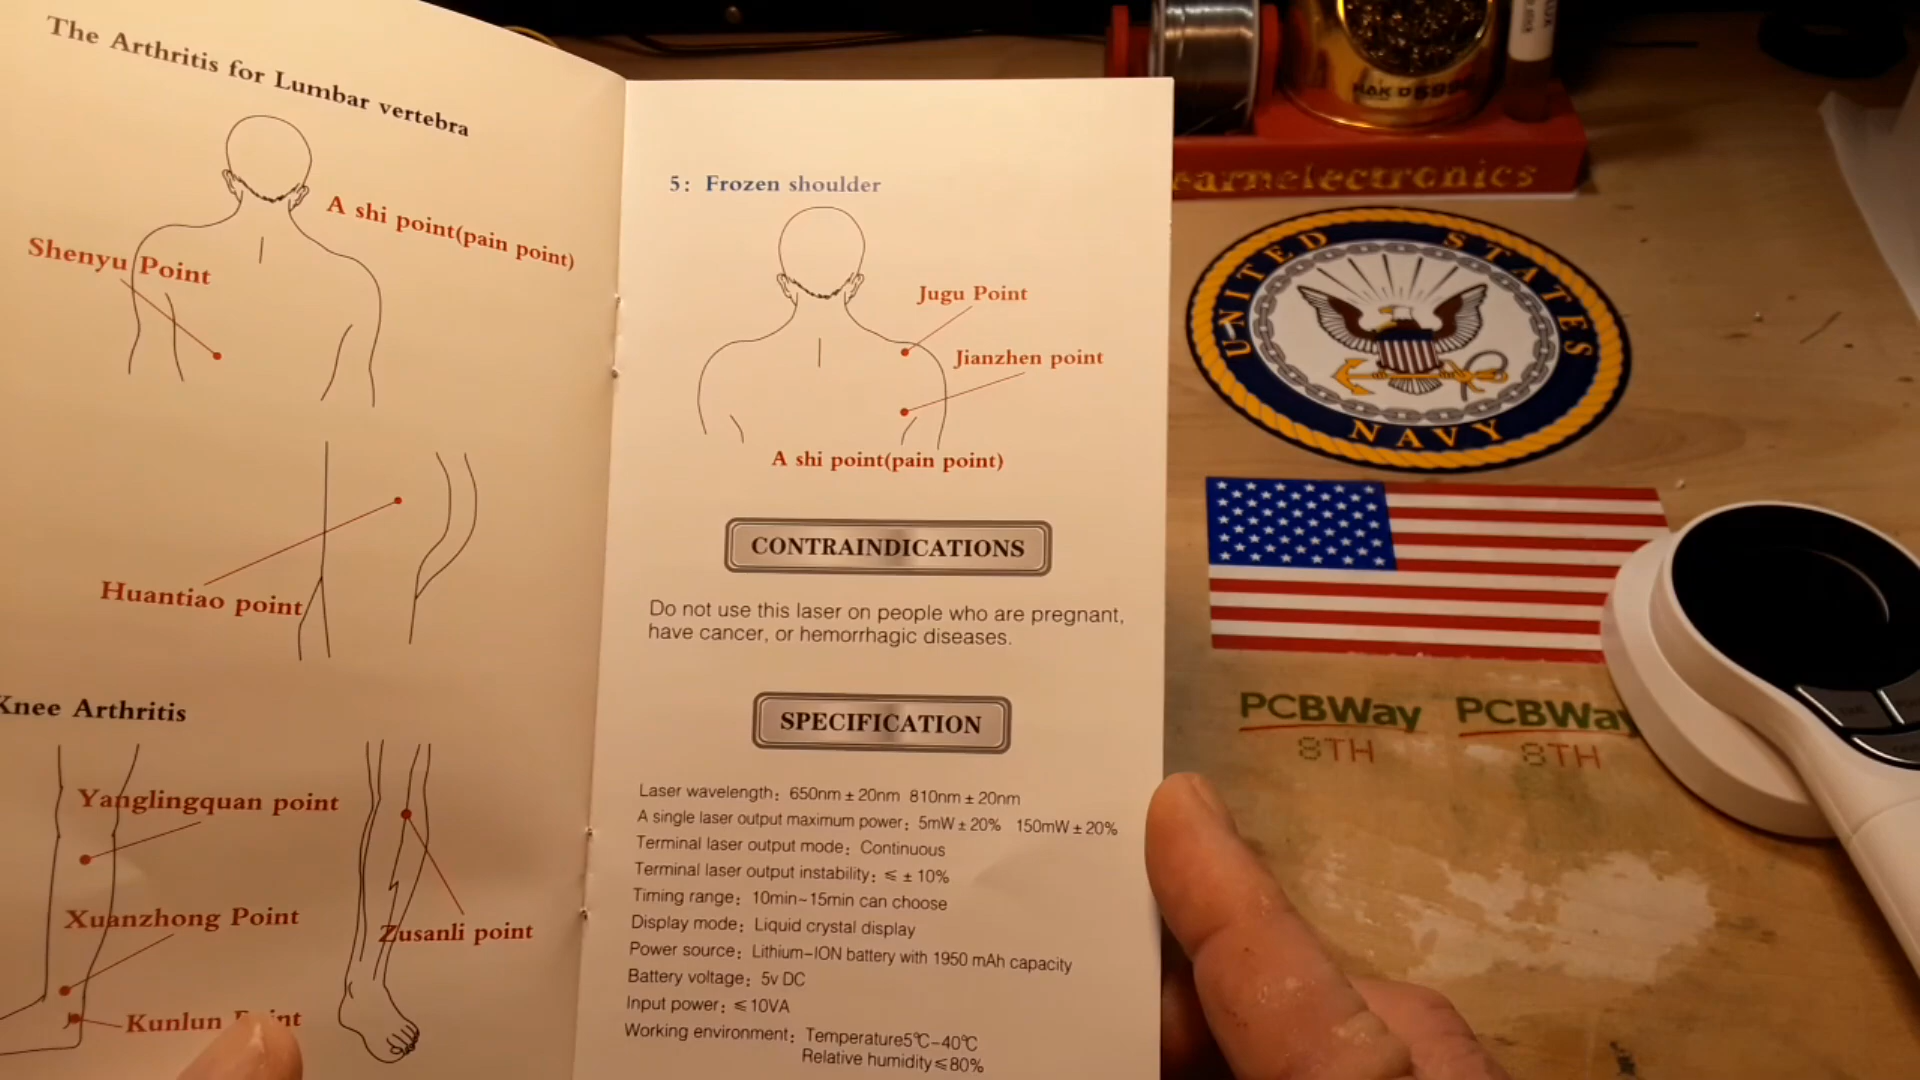 The Arthritis for Lumbar vertebra
A shi point(pain point)
Shenyu Point
Huantiao point
Knee Arthritis
Yanglingquan point
Xuanzhong Point
Zusanli point
Kunlun
5: Frozen shoulder
Jugu Point
Jianzhen point
A shi point(pain point)
CONTRAINDICATIONS
Do not use this laser on people who are pregnant,
have cancer, or hemorrhagic diseases.
SPECIFICATION
Laser wavelength: 650nm ± 20nm 810nm ± 20nm
A single laser output maximum power: 5mW ± 20% 150mW ± 20%
Terminal laser output mode: Continuous
Terminal laser output instability: ≤ ± 10%
Timing range: 10min~15min can choose
Display mode: Liquid crystal display
Power source: Lithium-ION battery with 1950 mAh capacity
Battery voltage: 5v DC
Input power: ≤ 10VA
Working environment: Temperature5℃-40℃
Relative humidity ≤ 80%
earnelectronics
UNITED STATES
NAVY
PCBWay PCBWay
8TH 8TH